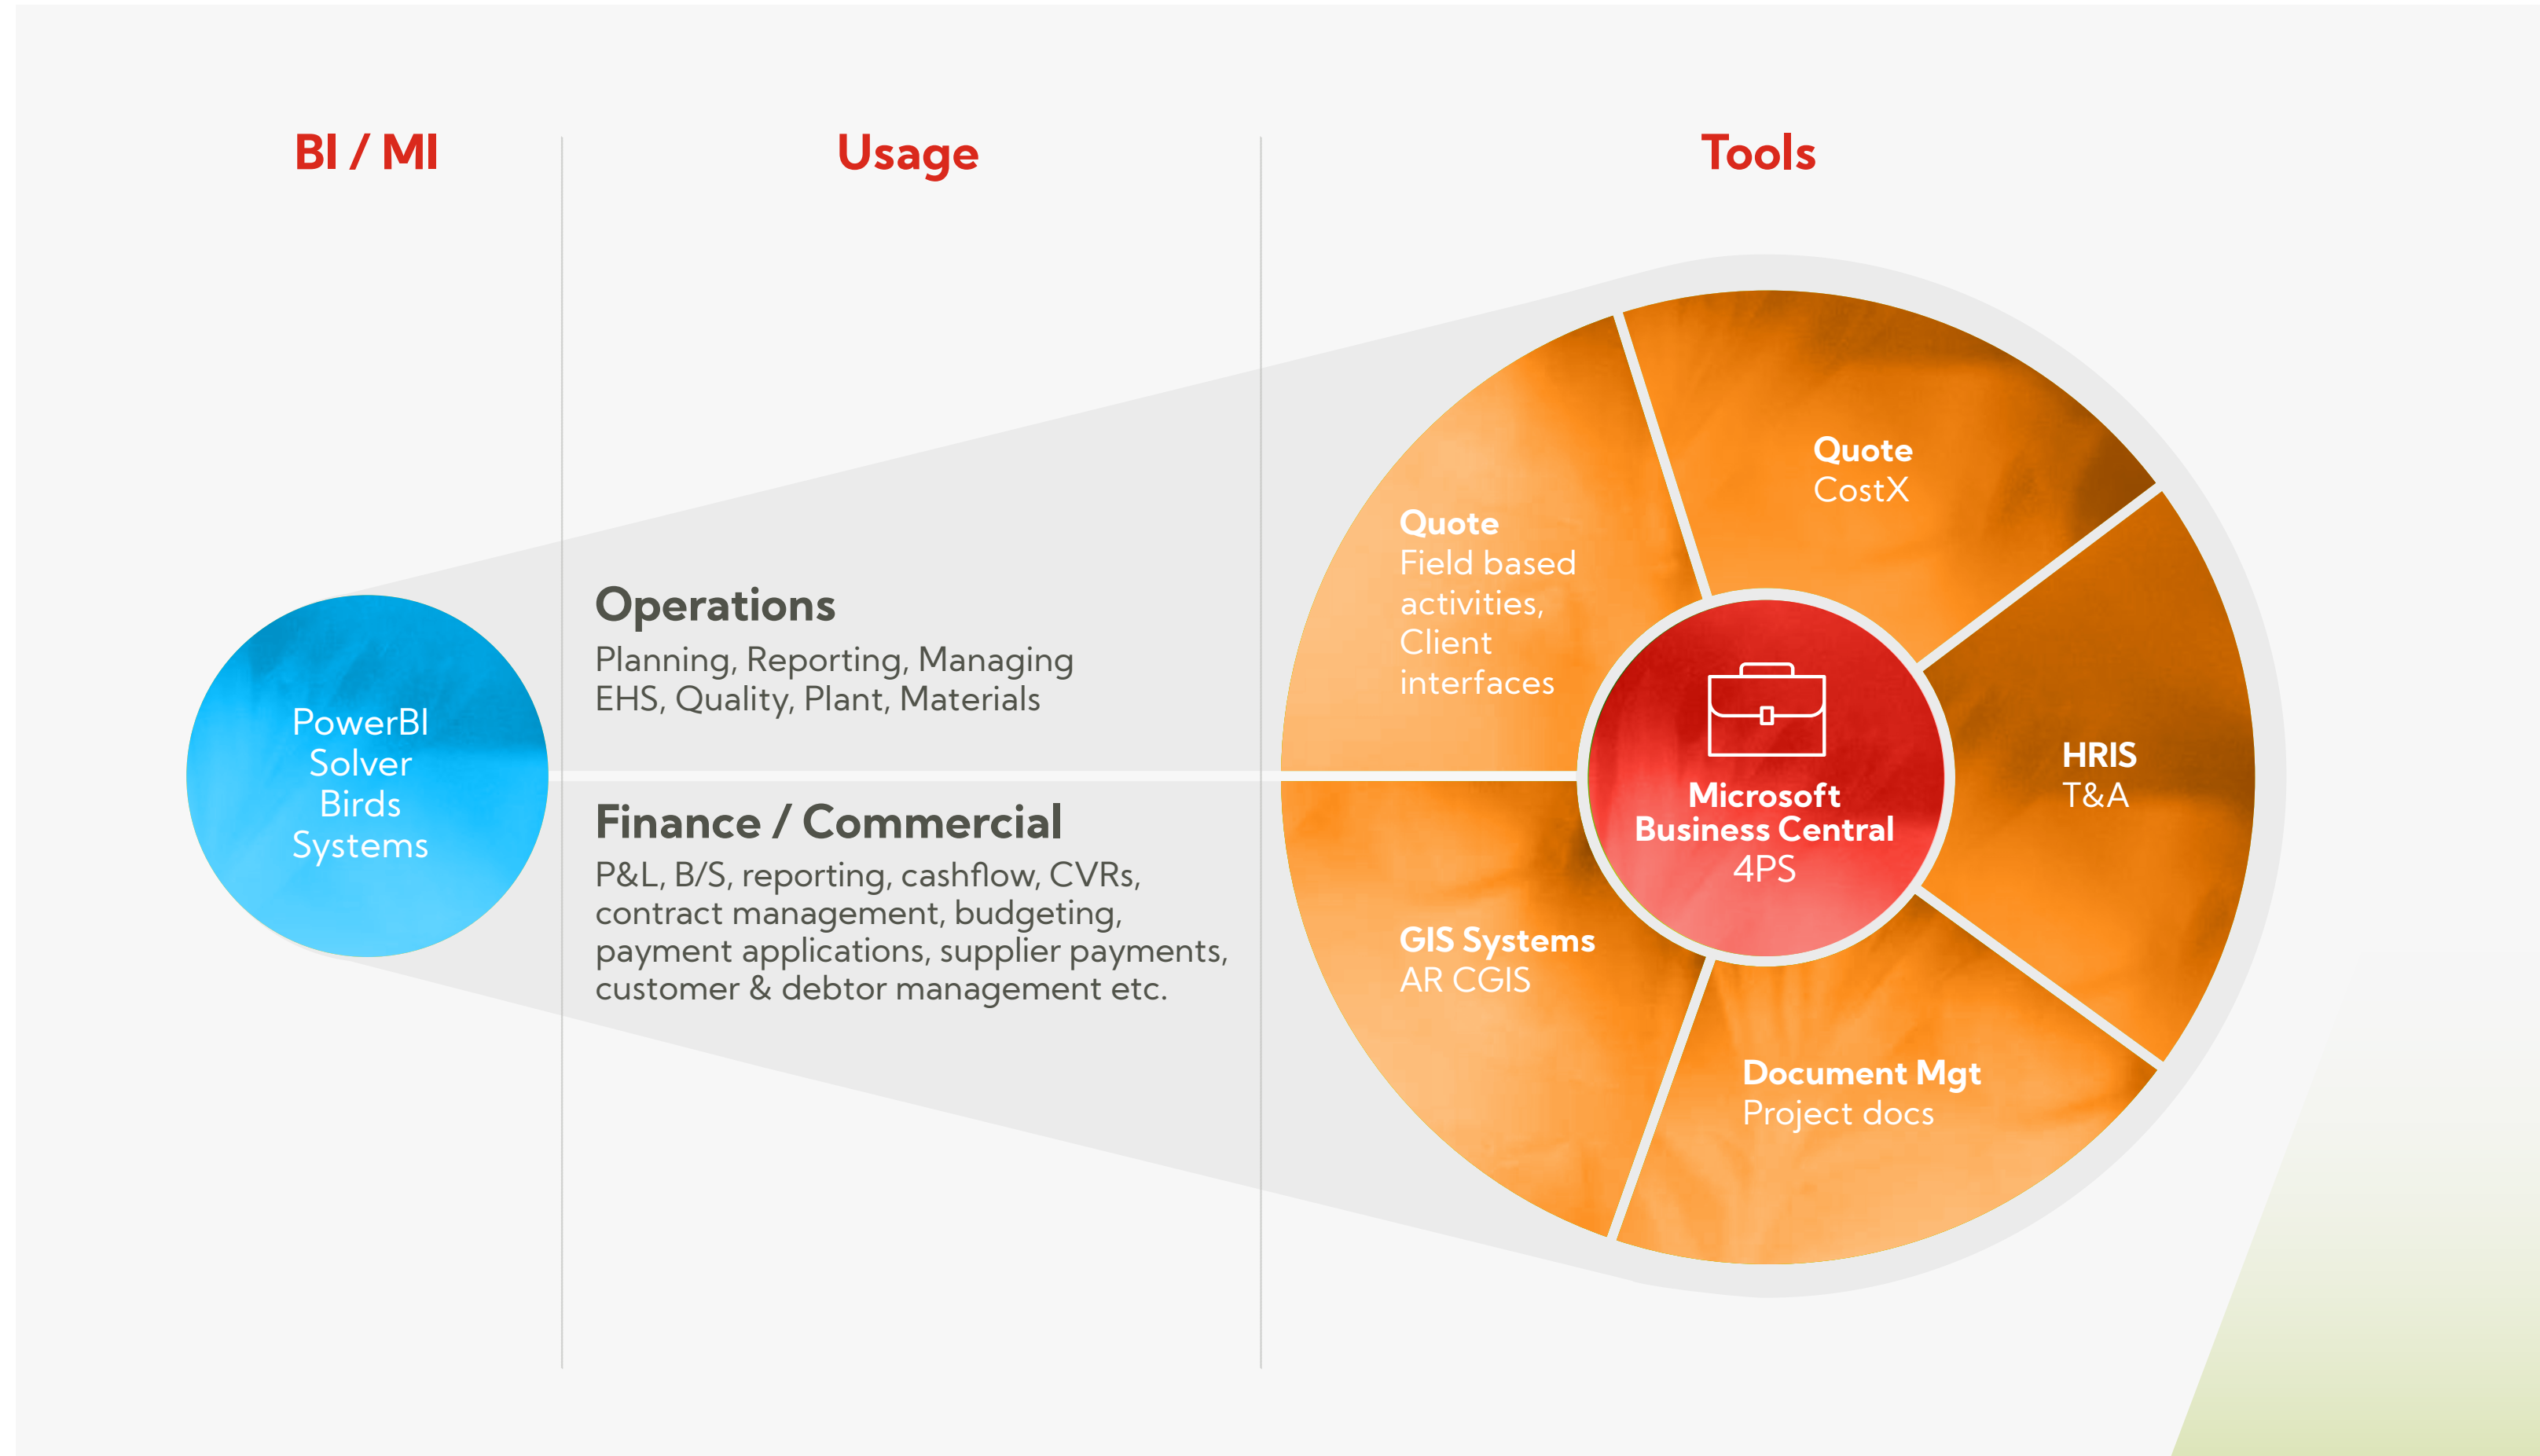 BI / MI
Usage
Tools
PowerBI
Solver
Birds
Systems
Operations
Planning, Reporting, Managing
EHS, Quality, Plant, Materials
Finance / Commercial
P&L, B/S, reporting, cashflow, CVRs,
contract management, budgeting,
payment applications, supplier payments,
customer & debtor management etc.
Quote
Field based
activities,
Client
interfaces
Quote
CostX
HRIS
T&A
Microsoft
Business Central
4PS
GIS Systems
AR CGIS
Document Mgt
Project docs